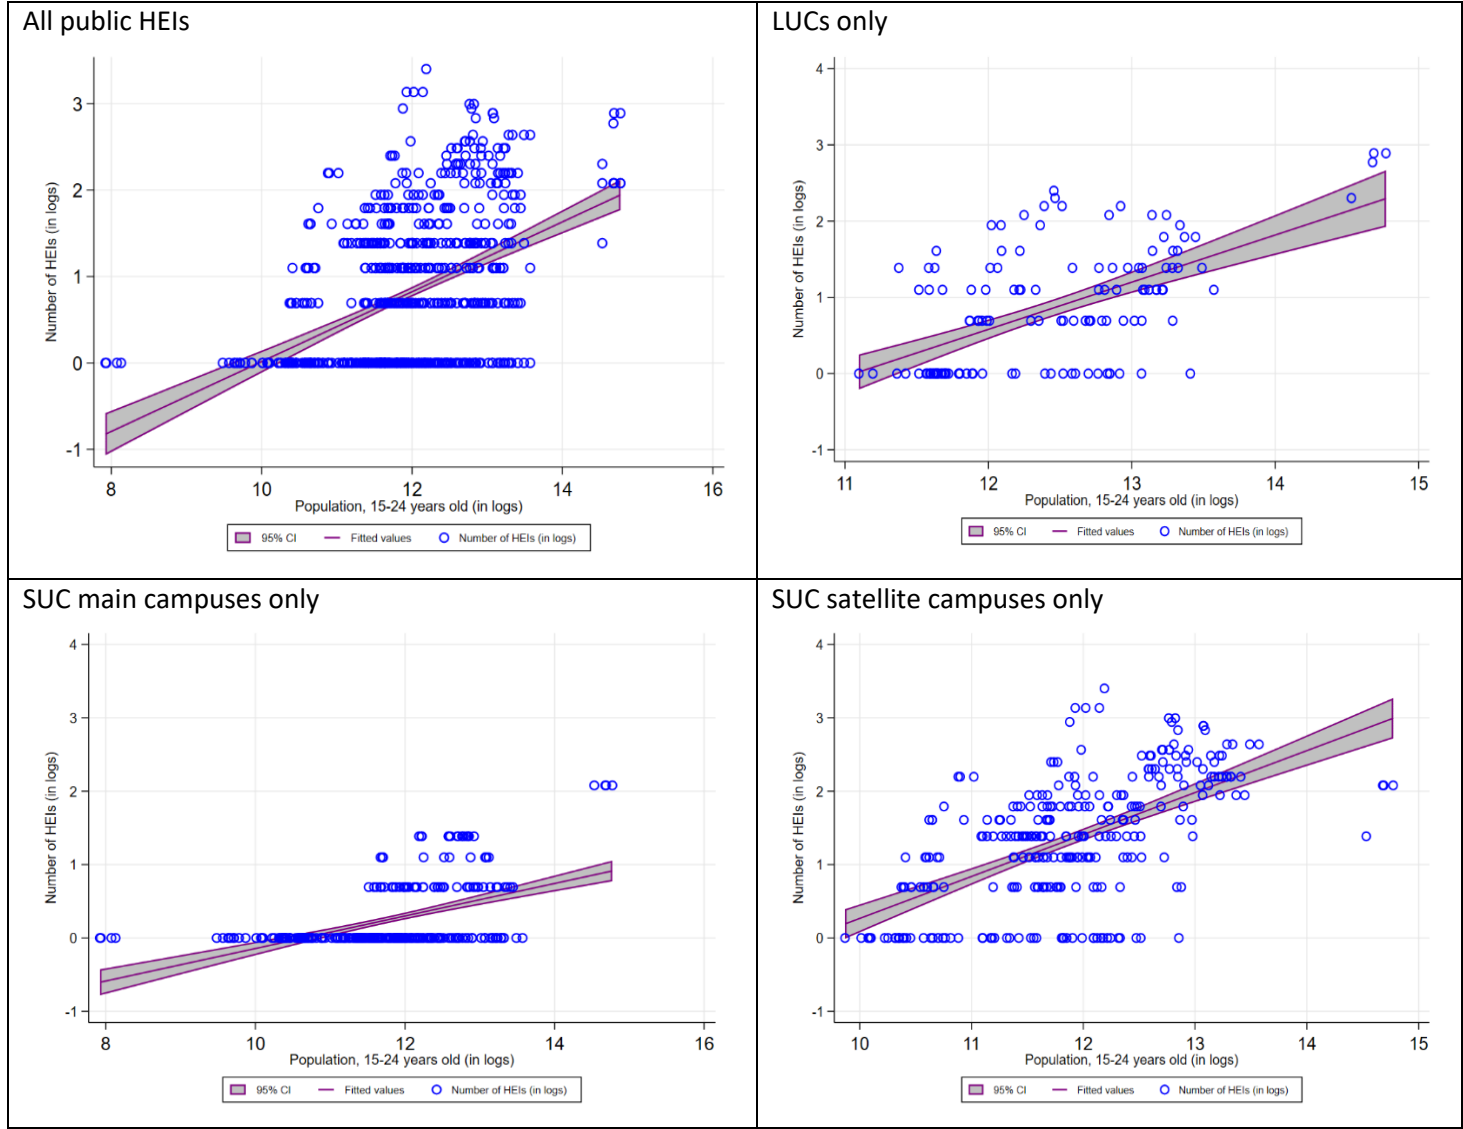 All public HEIs
Number of HEIs (in logs)
3
2
1
0
-1
8 10 12 14 16
Population, 15-24 years old (in logs)
95% CI Fitted values Number of HEIs (in logs)
LUCs only
Number of HEIs (in logs)
4
3
2
1
0
-1
11 12 13 14 15
Population, 15-24 years old (in logs)
95% CI Fitted values Number of HEIs (in logs)
SUC main campuses only
Number of HEIs (in logs)
4
3
2
1
0
-1
8 10 12 14 16
Population, 15-24 years old (in logs)
95% CI Fitted values Number of HEIs (in logs)
SUC satellite campuses only
Number of HEIs (in logs)
4
3
2
1
0
-1
10 11 12 13 14 15
Population, 15-24 years old (in logs)
95% CI Fitted values Number of HEIs (in logs)